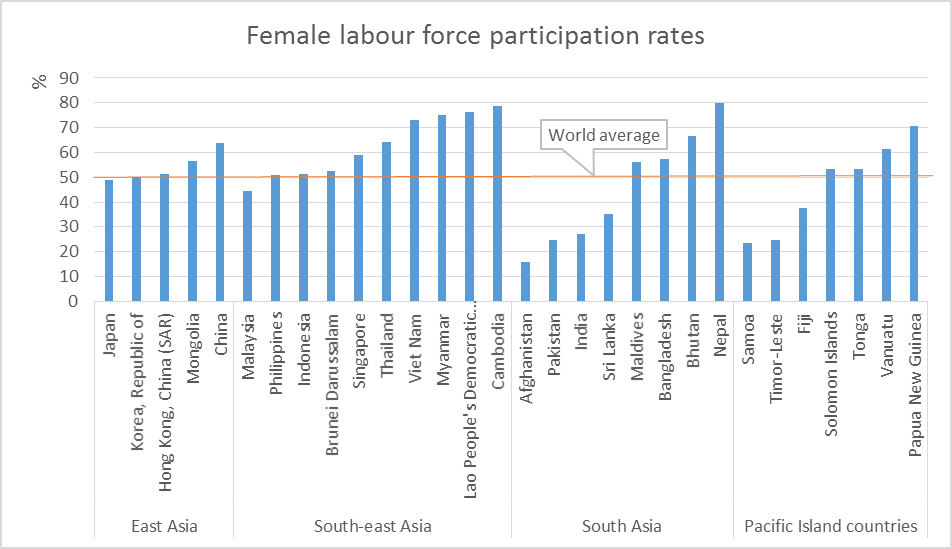 Female labour force participation rates
%
90
80
70
60
50
40
30
20
10
0
World average
Japan
Korea, Republic of
Hong Kong, China (SAR)
Mongolia
China
Malaysia
Philippines
Indonesia
Brunei Darussalam
Singapore
Thailand
Viet Nam
Myanmar
Lao People's Democratic…
Cambodia
Afghanistan
Pakistan
India
Sri Lanka
Maldives
Bangladesh
Bhutan
Nepal
Samoa
Timor-Leste
Fiji
Solomon Islands
Tonga
Vanuatu
Papua New Guinea
East Asia
South-east Asia
South Asia
Pacific Island countries